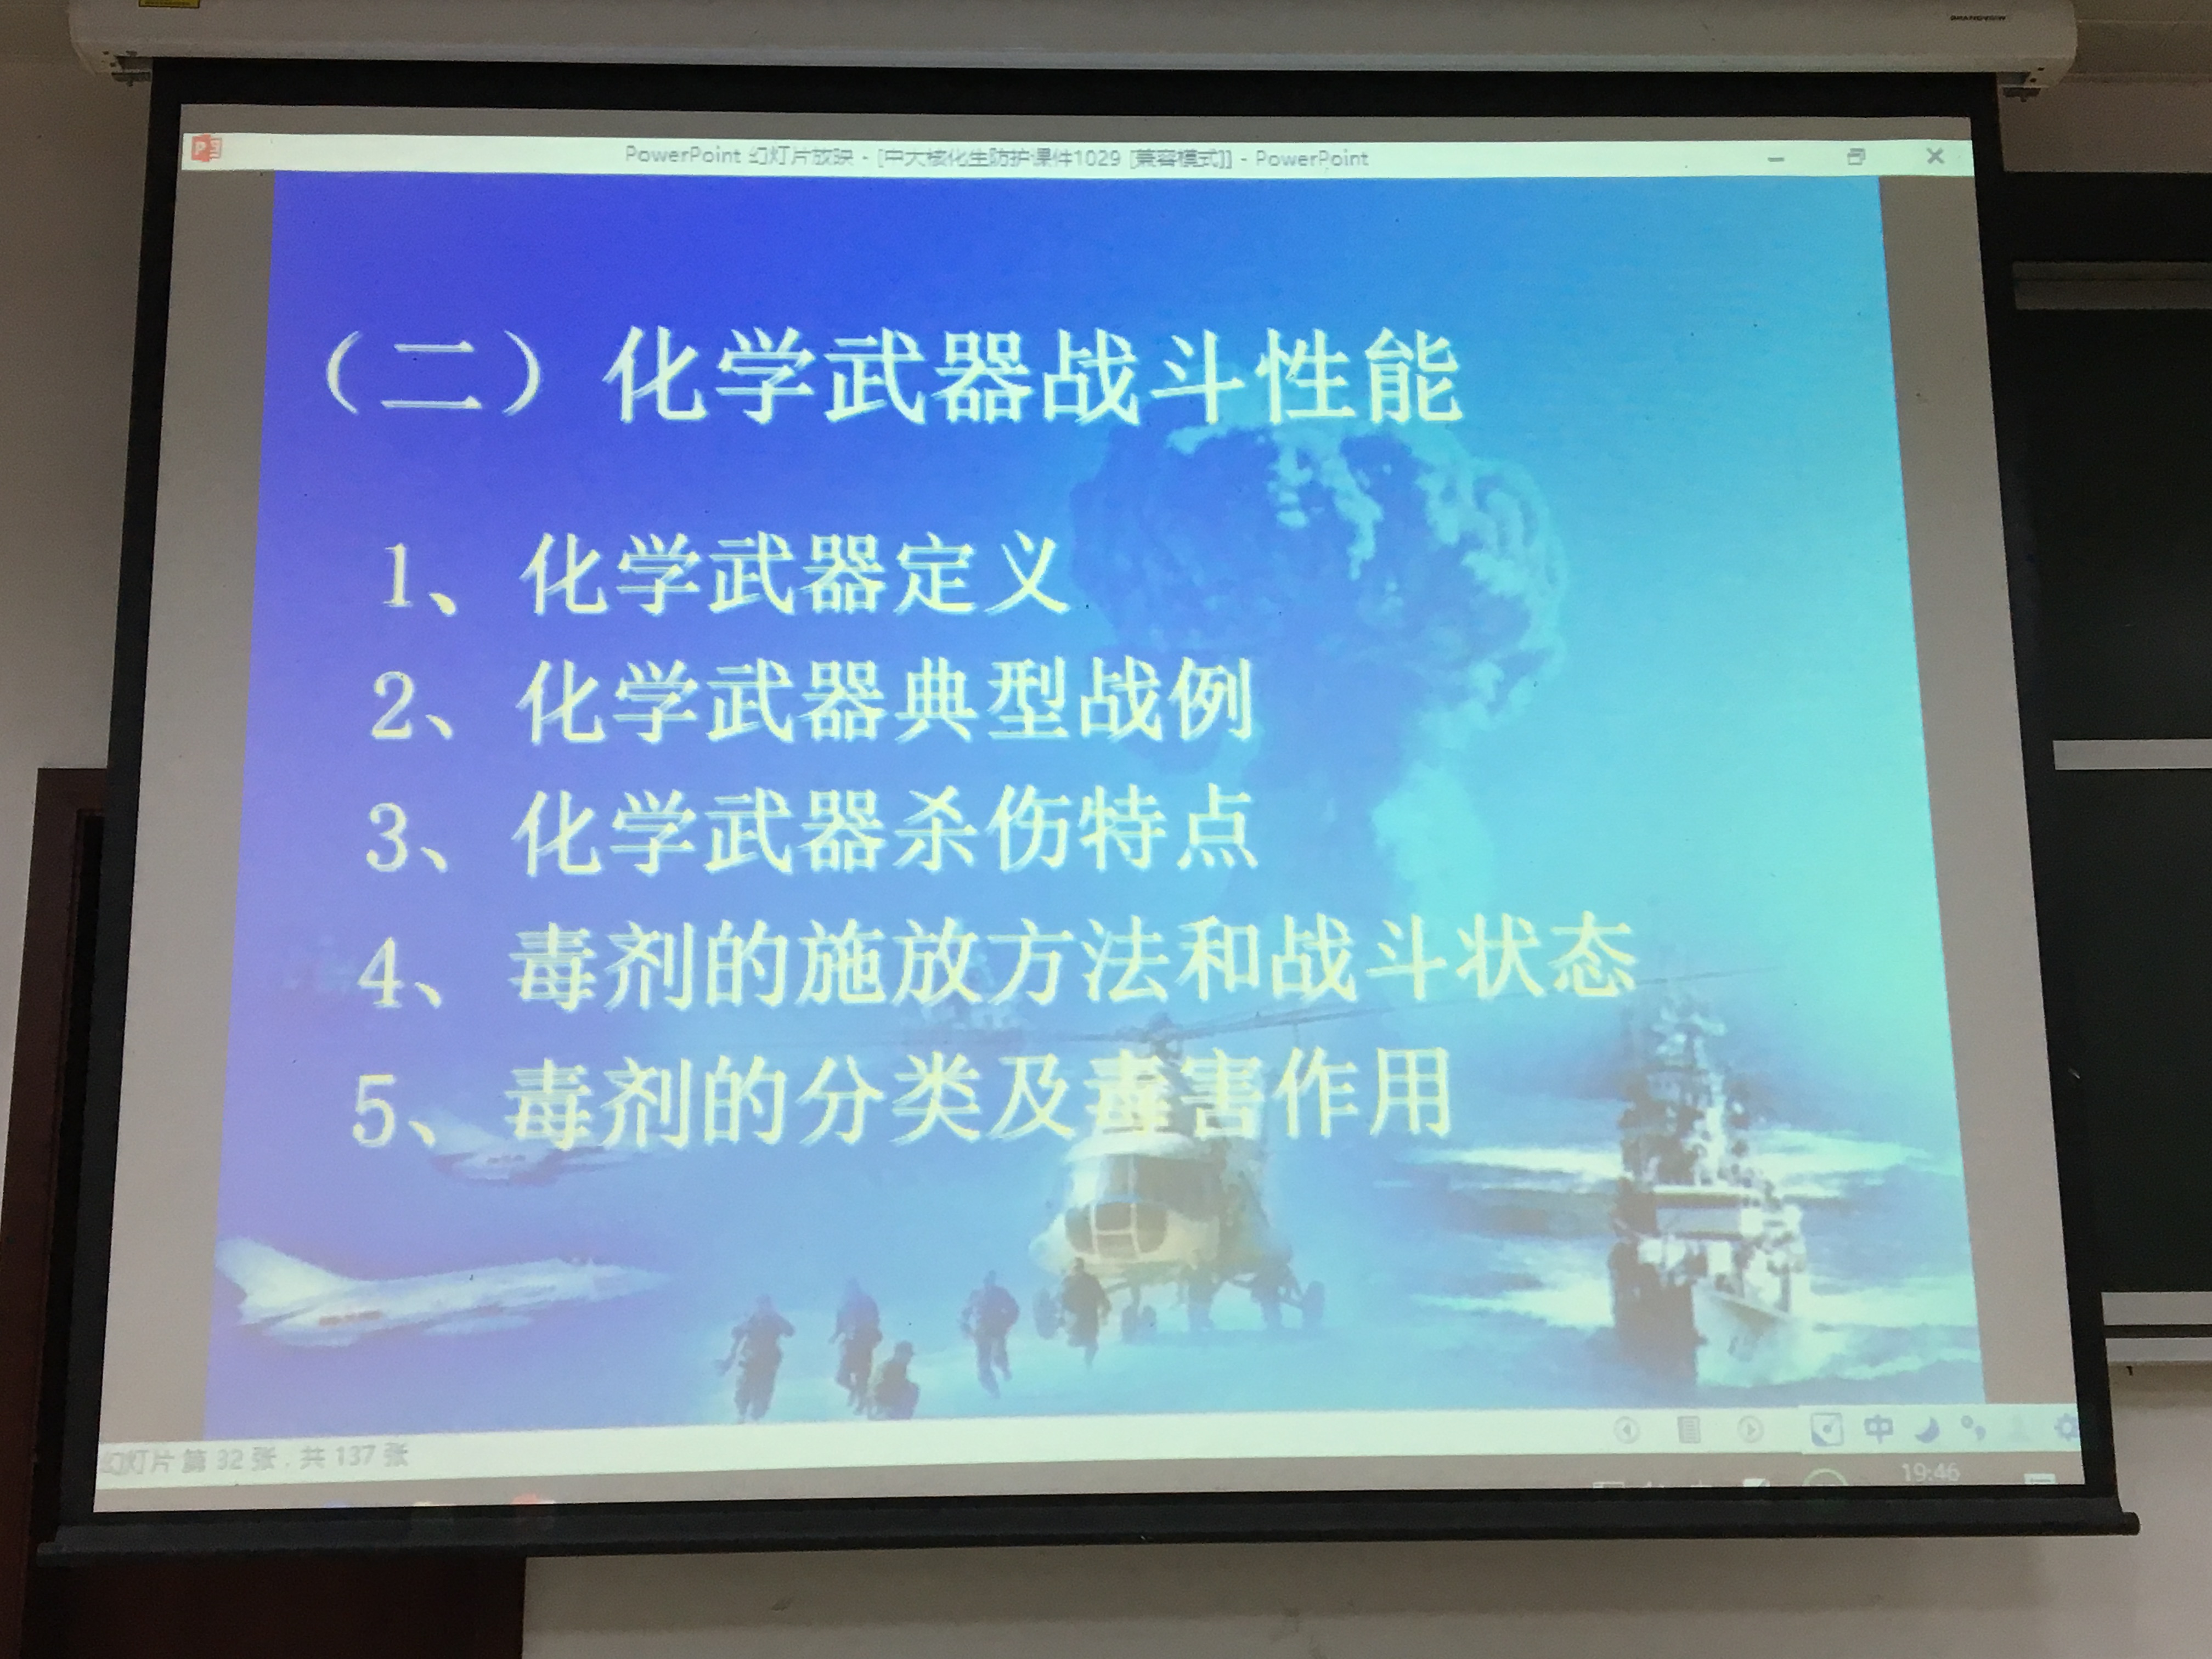 PowerPoint 幻灯片放映 - [中大核化生防护课件1029 [兼容模式]] - PowerPoint
（二）化学武器战斗性能
1、化学武器定义
2、化学武器典型战例
3、化学武器杀伤特点
4、毒剂的施放方法和战斗状态
5、毒剂的分类及毒害作用
幻灯片 第 32 张，共 137 张
中
19:46